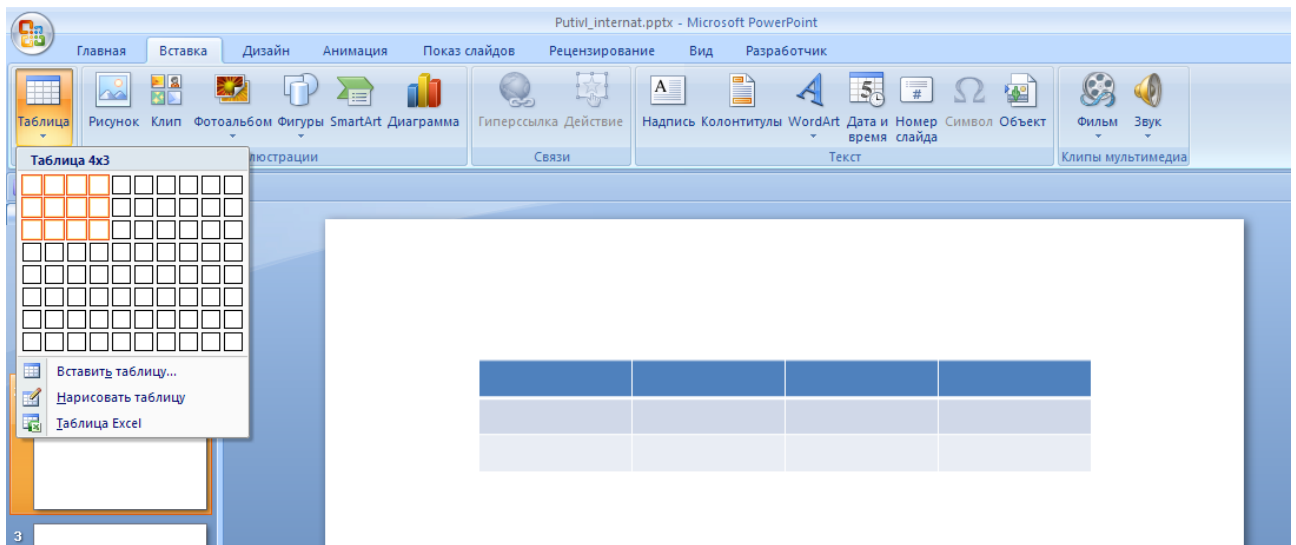 Putivl_internat.pptx - Microsoft PowerPoint
Главная Вставка Дизайн Анимация Показ слайдов Рецензирование Вид Разработчик
Таблица Рисунок Клип Фотоальбом Фигуры SmartArt Диаграмма Гиперссылка Действие Надпись Колонтитулы WordArt Дата и время Номер слайда Символ Объект Фильм Звук
Связи Текст Клипы мультимедиа
Таблица 4x3
Вставить таблицу...
Нарисовать таблицу
Таблица Excel
3